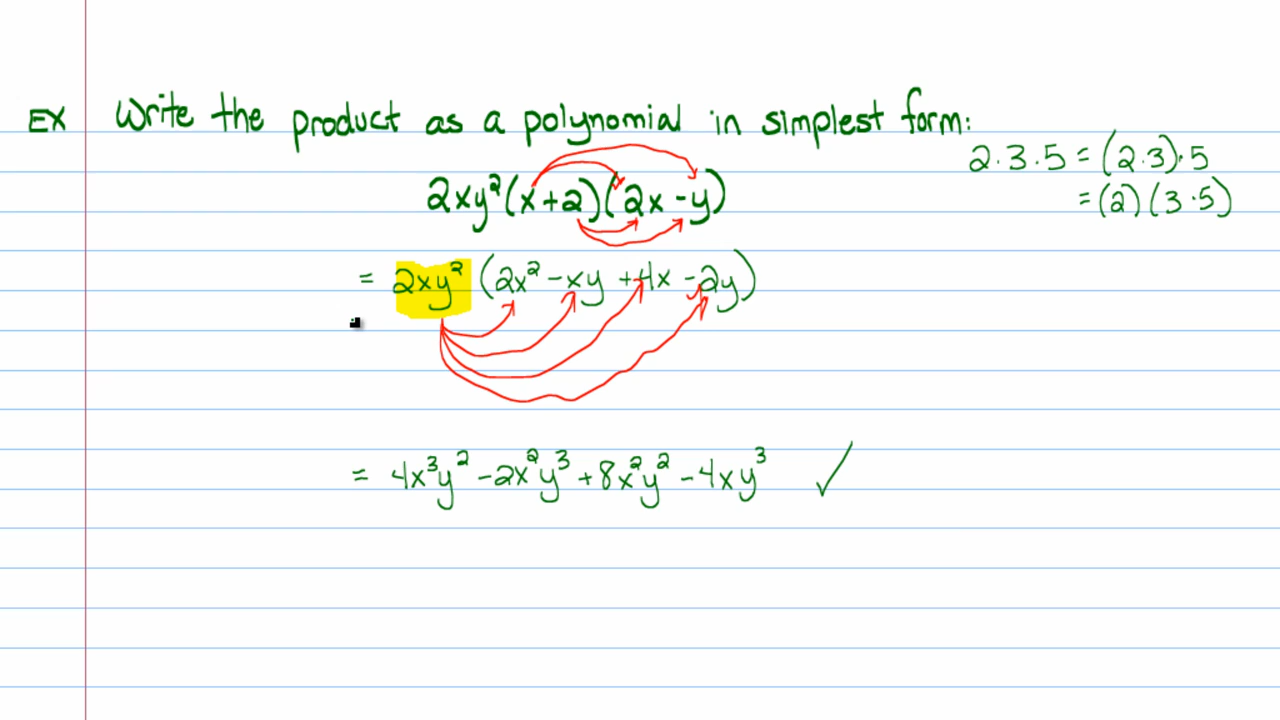 EX Write the product as a polynomial in simplest form:
2·3·5 = (2·3)·5
2xy²(x+2)(2x-y)
= (2)(3·5)
= 2xy² (2x² - xy + 4x - 2y)
= 4x³y² - 2x²y³ + 8x²y² - 4xy³ ✓